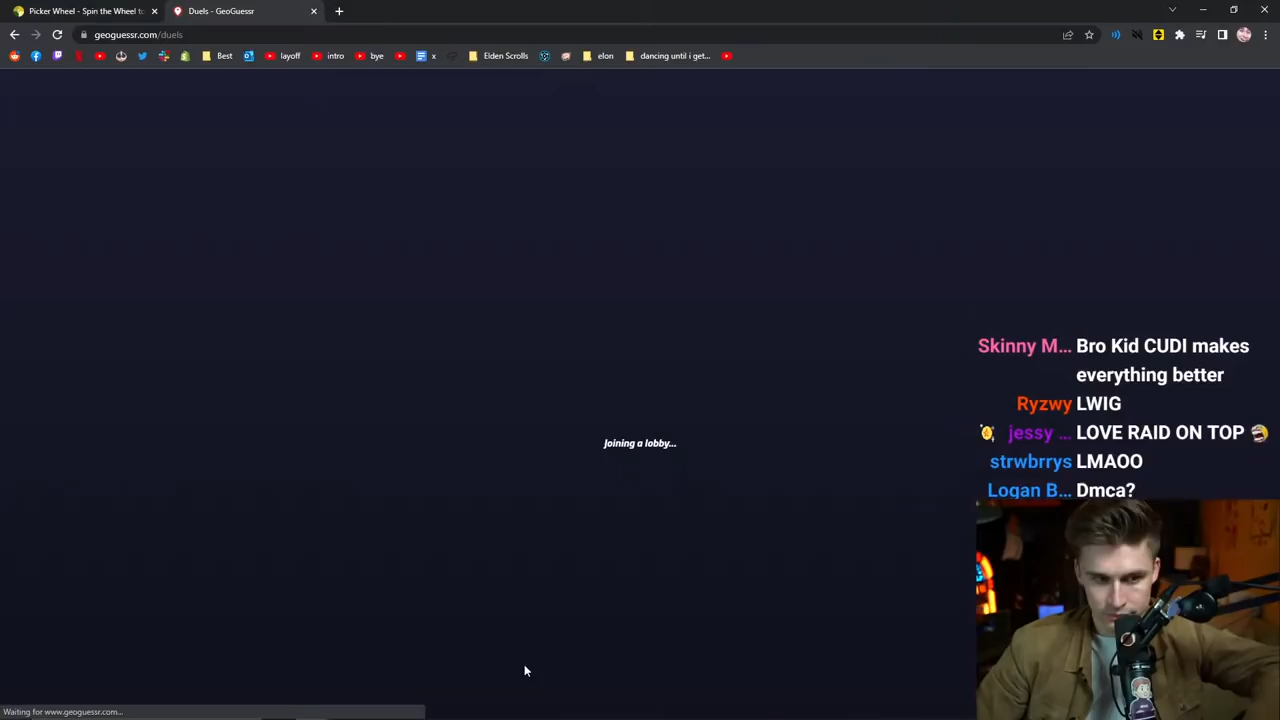 Picker Wheel - Spin the Wheel to
Duels - GeoGuessr
geoguessr.com/duels
Best
layoff
intro
bye
x
Elden Scrolls
elon
dancing until i get...
Joining a lobby...
Skinny M... Bro Kid CUDI makes
everything better
Ryzwy LWIG
jessy ... LOVE RAID ON TOP
strwbrrys LMAOO
Logan B... Dmca?
Waiting for www.geoguessr.com...